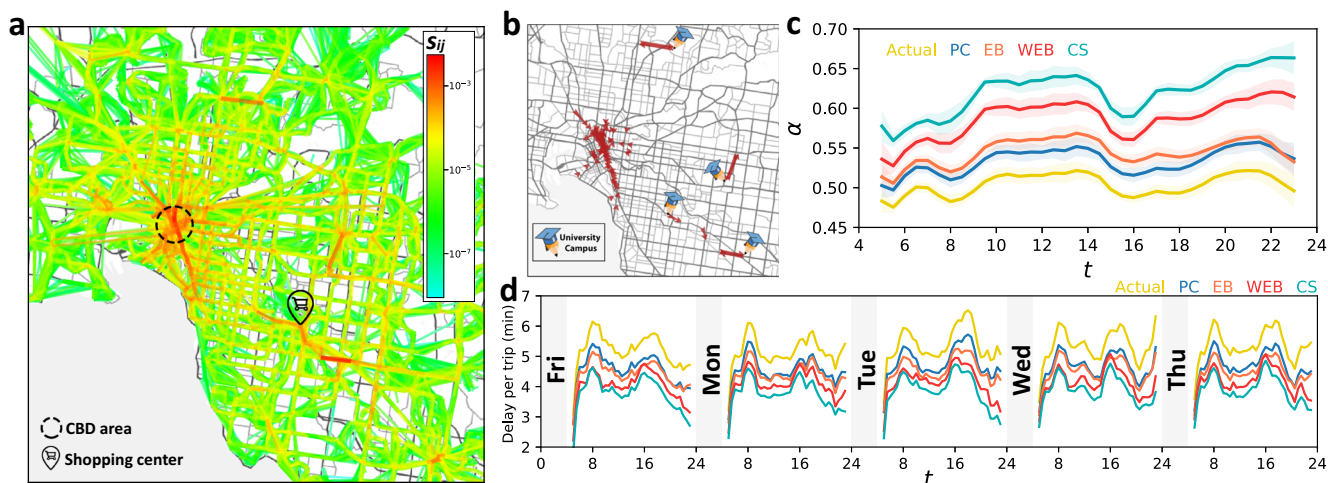 a
S_ij
10⁻³
10⁻⁵
10⁻⁷
CBD area
Shopping center
b
University
Campus
c
Actual PC EB WEB CS
0.70
0.65
0.60
0.55
0.50
0.45
α
4 6 8 10 12 14 16 18 20 22 24
t
d
Actual PC EB WEB CS
Delay per trip (min)
7
6
5
4
3
2
Fri
Mon
Tue
Wed
Thu
0 8 16 24 8 16 24 8 16 24 8 16 24 8 16 24
t